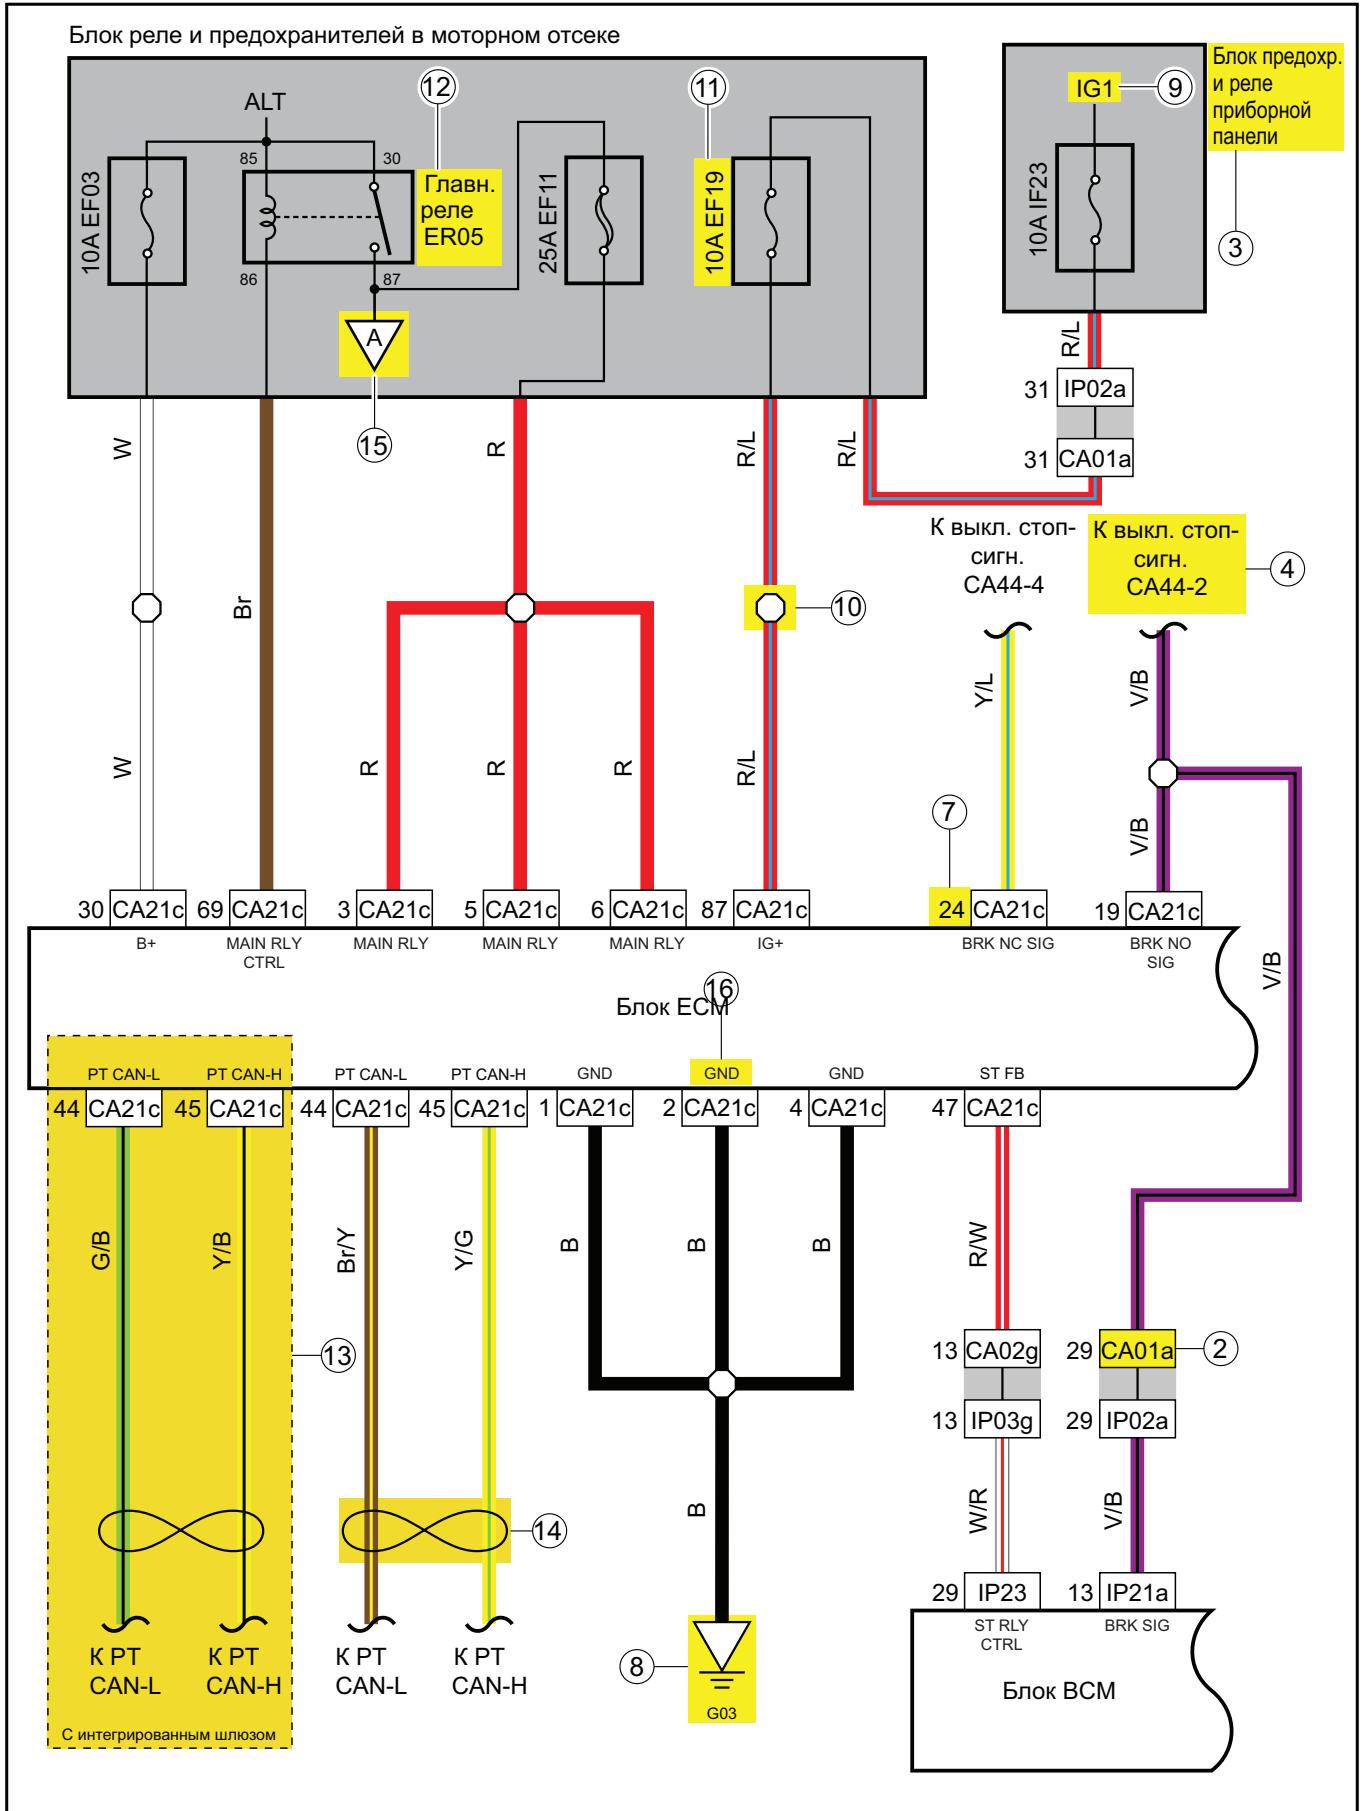 Блок реле и предохранителей в моторном отсеке
12
11
IG1
9
Блок предохр.
и реле
приборной
панели
3
ALT
85
30
86
87
10A EF03
Главн.
реле
ER05
25A EF11
10A EF19
10A IF23
A
15
R/L
31
IP02a
31
CA01a
W
R
R/L
R/L
К выкл. стоп-
сигн.
CA44-4
К выкл. стоп-
сигн.
CA44-2
4
Br
10
Y/L
V/B
W
R
R
R
R/L
7
V/B
30
CA21c
69
CA21c
3
CA21c
5
CA21c
6
CA21c
87
CA21c
24
CA21c
19
CA21c
B+
MAIN RLY
CTRL
MAIN RLY
MAIN RLY
MAIN RLY
IG+
BRK NC SIG
BRK NO
SIG
V/B
16
Блок ECM
PT CAN-L
PT CAN-H
PT CAN-L
PT CAN-H
GND
GND
GND
ST FB
44
CA21c
45
CA21c
44
CA21c
45
CA21c
1
CA21c
2
CA21c
4
CA21c
47
CA21c
G/B
Y/B
Br/Y
Y/G
B
B
B
R/W
13
13
CA02g
29
CA01a
2
13
IP03g
29
IP02a
14
B
W/R
V/B
29
IP23
13
IP21a
ST RLY
CTRL
BRK SIG
К PT
CAN-L
К PT
CAN-H
К PT
CAN-L
К PT
CAN-H
8
G03
Блок BCM
С интегрированным шлюзом